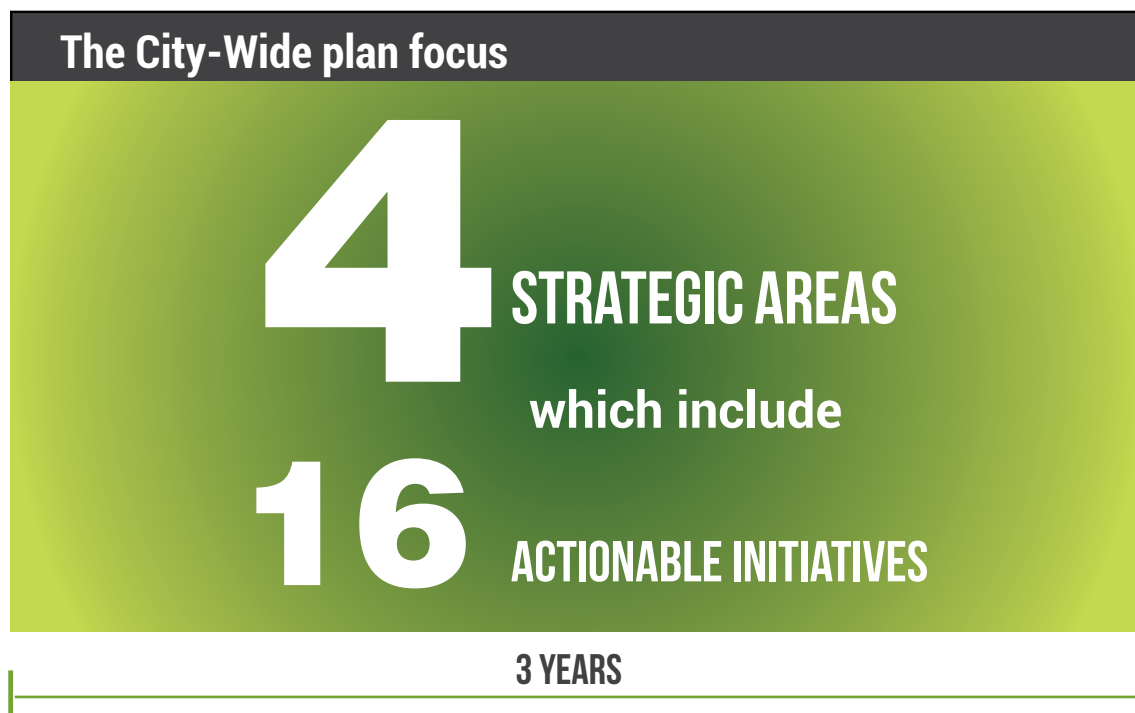 The City-Wide plan focus
4 STRATEGIC AREAS
which include
16 ACTIONABLE INITIATIVES
3 YEARS